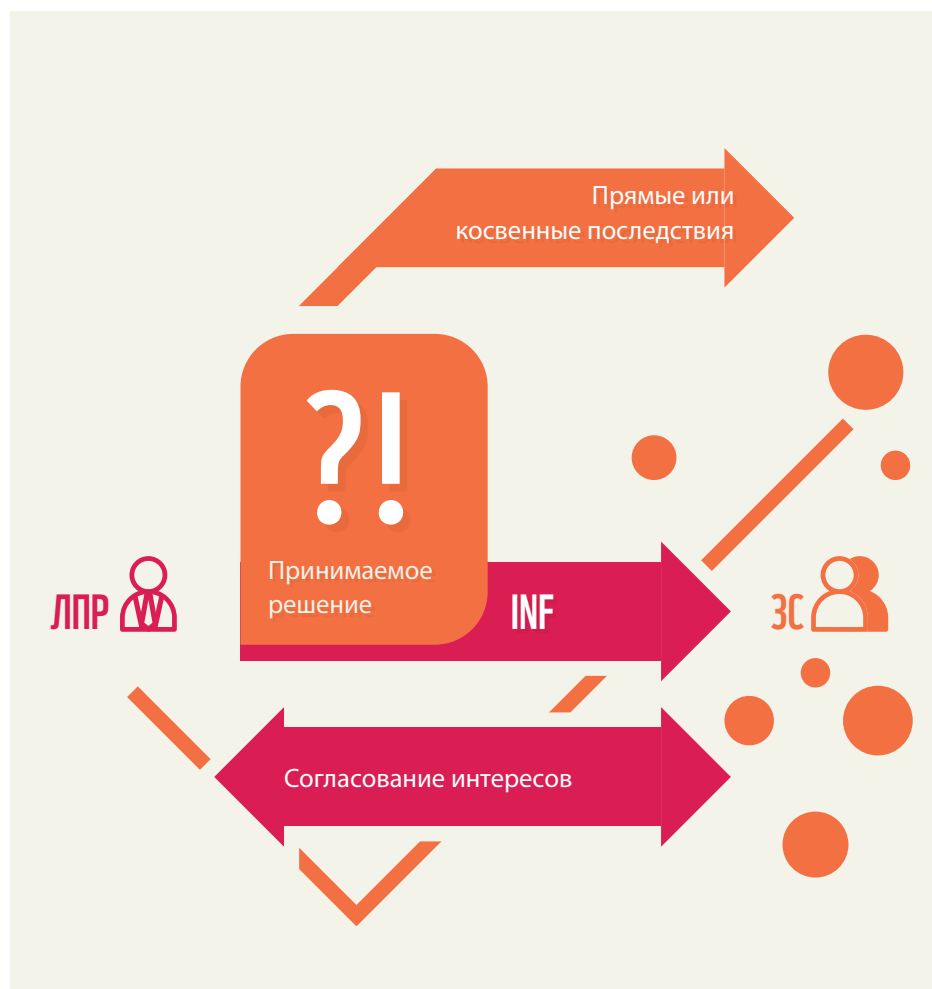 Прямые или
косвенные последствия
?!
Принимаемое
решение
ЛПР
INF
ЗС
Согласование интересов